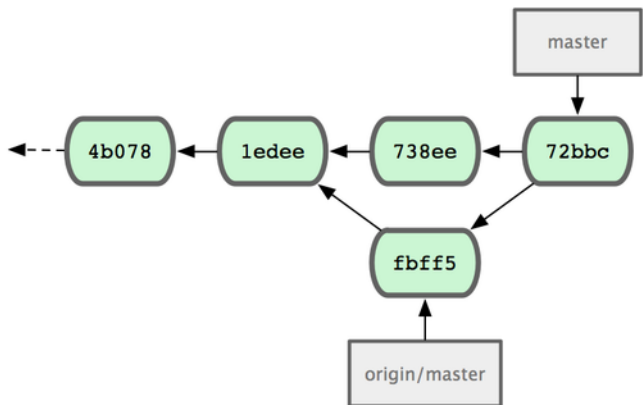 master
4b078
1edee
738ee
72bbc
fbff5
origin/master